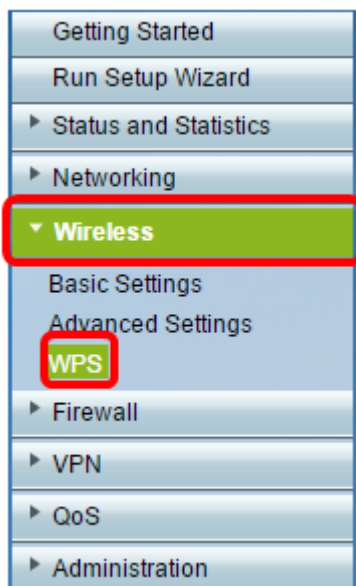 Getting Started
Run Setup Wizard
Status and Statistics
Networking
Wireless
Basic Settings
Advanced Settings
WPS
Firewall
VPN
QoS
Administration